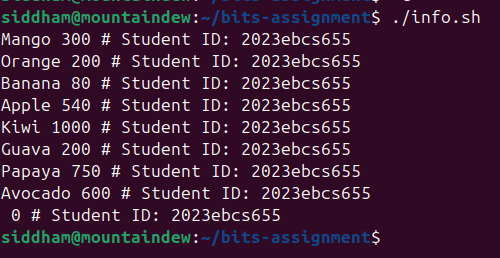 siddham@mountaindew:~/bits-assignment$ ./info.sh
Mango 300 # Student ID: 2023ebcs655
Orange 200 # Student ID: 2023ebcs655
Banana 80 # Student ID: 2023ebcs655
Apple 540 # Student ID: 2023ebcs655
Kiwi 1000 # Student ID: 2023ebcs655
Guava 200 # Student ID: 2023ebcs655
Papaya 750 # Student ID: 2023ebcs655
Avocado 600 # Student ID: 2023ebcs655
 0 # Student ID: 2023ebcs655
siddham@mountaindew:~/bits-assignment$